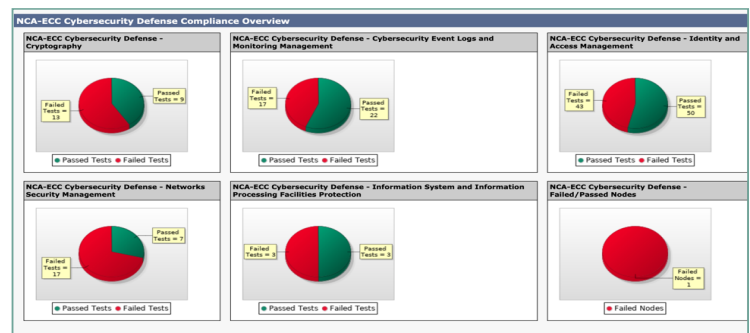 NCA-ECC Cybersecurity Defense Compliance Overview
NCA-ECC Cybersecurity Defense -
Cryptography
Failed
Tests =
13
Passed
Tests = 9
Passed Tests Failed Tests
NCA-ECC Cybersecurity Defense - Cybersecurity Event Logs and
Monitoring Management
Failed
Tests =
17
Passed
Tests =
22
Passed Tests Failed Tests
NCA-ECC Cybersecurity Defense - Identity and
Access Management
Failed
Tests =
43
Passed
Tests =
50
Passed Tests Failed Tests
NCA-ECC Cybersecurity Defense - Networks
Security Management
Failed
Tests =
17
Passed
Tests = 7
Passed Tests Failed Tests
NCA-ECC Cybersecurity Defense - Information System and Information
Processing Facilities Protection
Failed
Tests = 3
Passed
Tests = 3
Passed Tests Failed Tests
NCA-ECC Cybersecurity Defense -
Failed/Passed Nodes
Failed
Nodes =
1
Failed Nodes